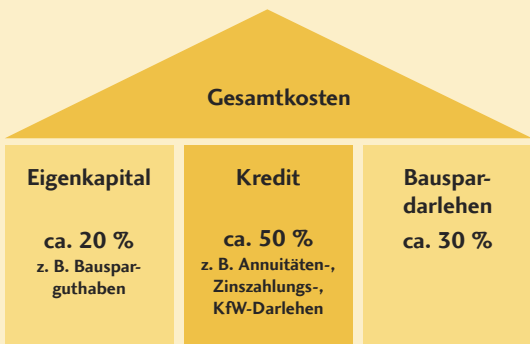 Gesamtkosten
Eigenkapital
ca. 20 %
z. B. Bauspar-
guthaben
Kredit
ca. 50 %
z. B. Annuitäten-,
Zinszahlungs-,
KfW-Darlehen
Bauspar-
darlehen
ca. 30 %